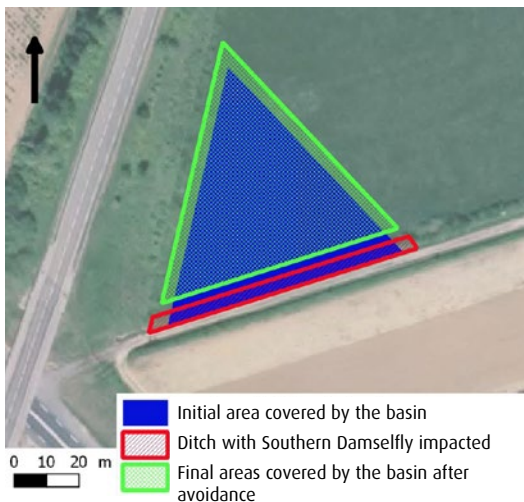 Initial area covered by the basin
Ditch with Southern Damselfly impacted
0 10 20 m
Final areas covered by the basin after
avoidance